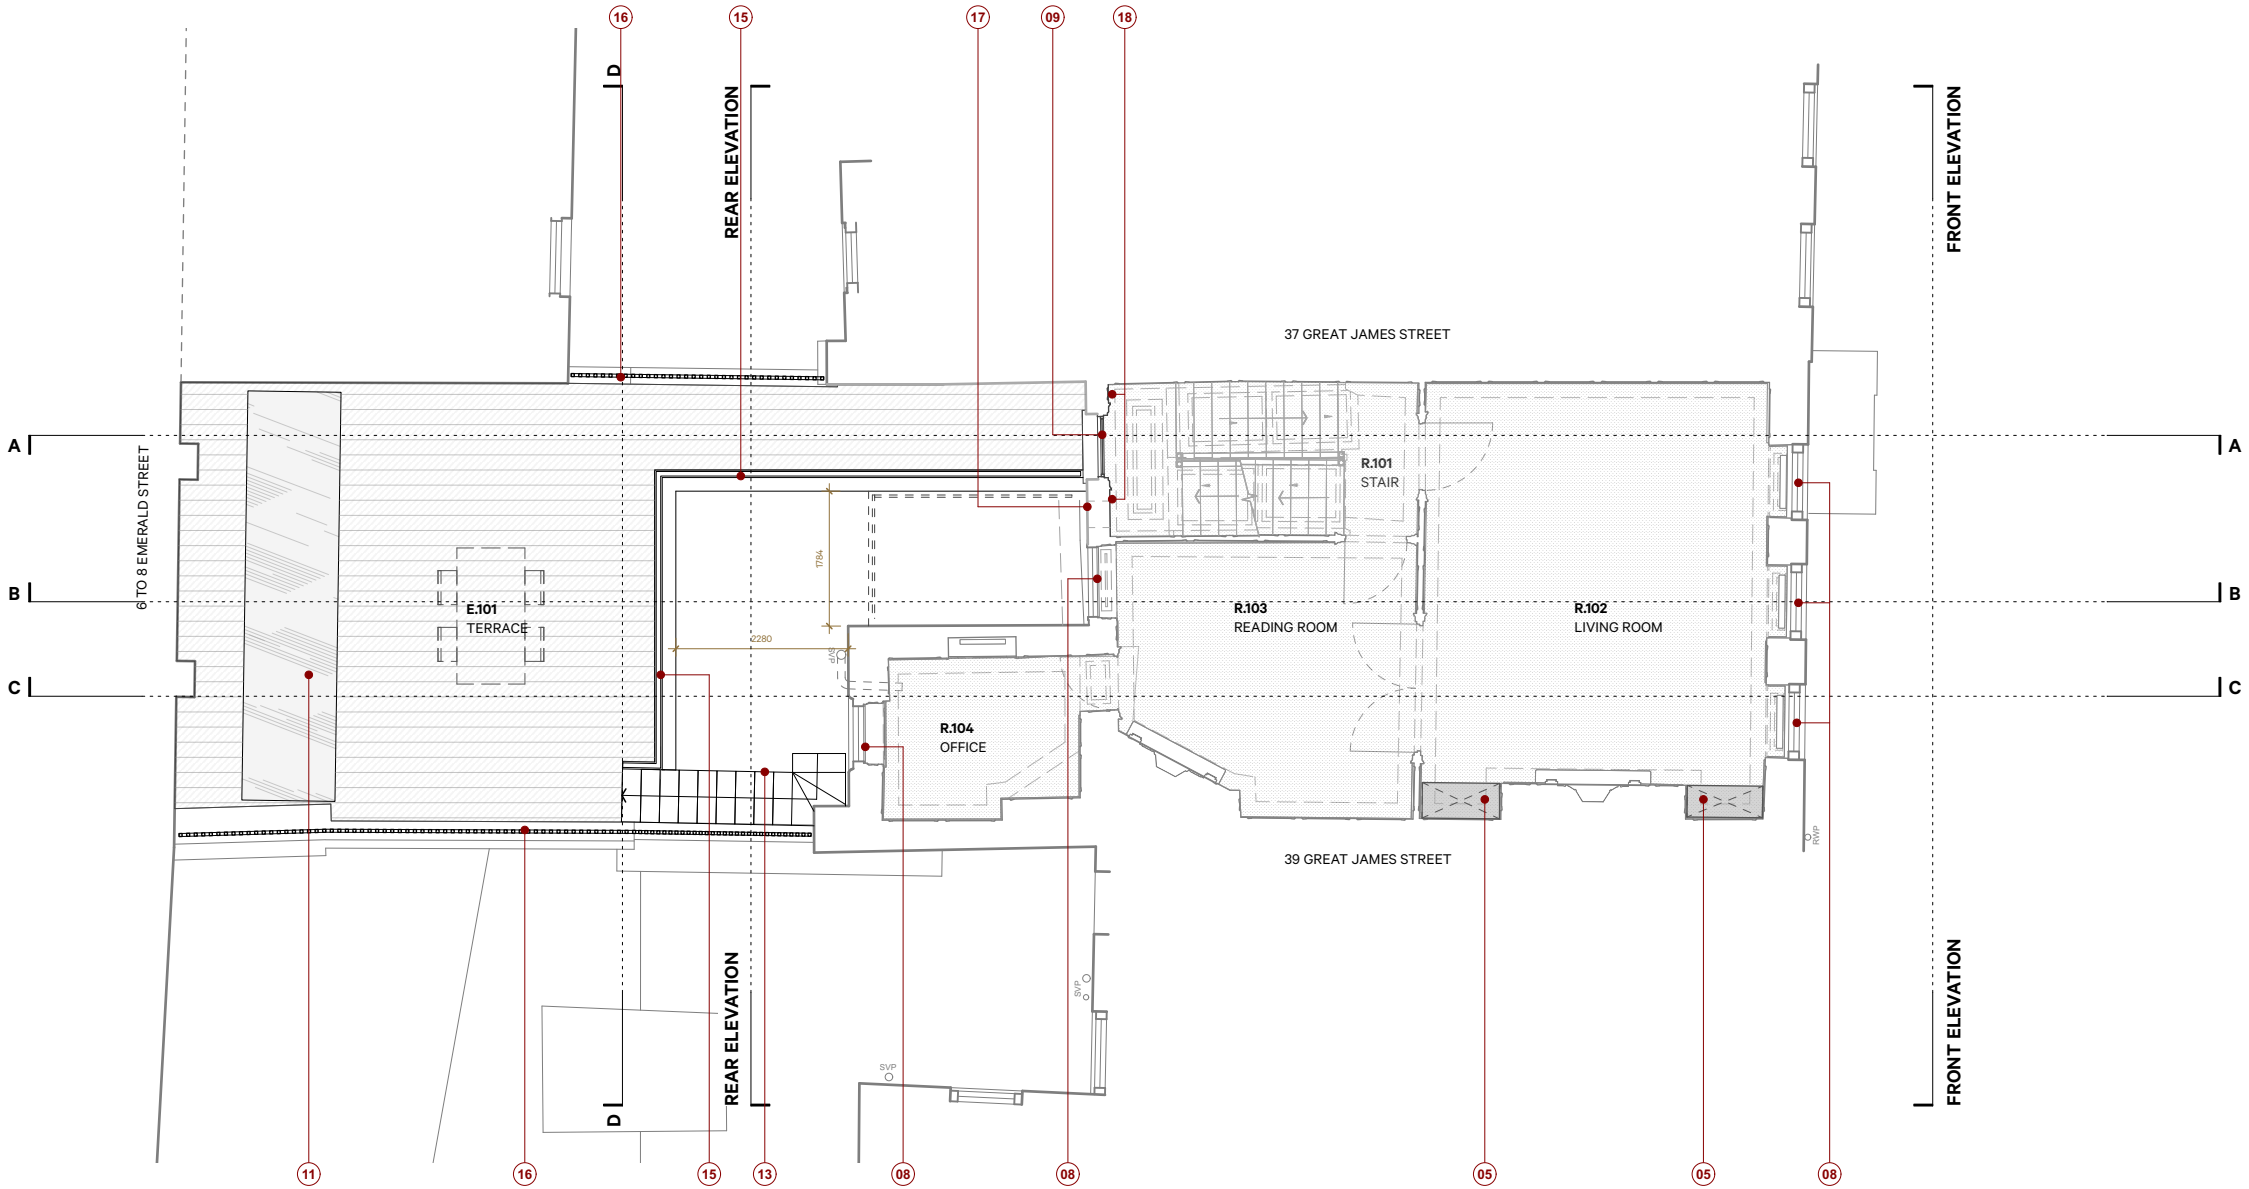 16
15
17
09
18
D
REAR ELEVATION
FRONT ELEVATION
37 GREAT JAMES STREET
A
A
6 TO 8 EMERALD STREET
R.101
STAIR
1784
B
B
E.101
TERRACE
R.103
READING ROOM
R.102
LIVING ROOM
2280
SVP
C
C
R.104
OFFICE
RWP
39 GREAT JAMES STREET
REAR ELEVATION
FRONT ELEVATION
SVP
SVP
D
11
16
15
13
08
08
05
05
08